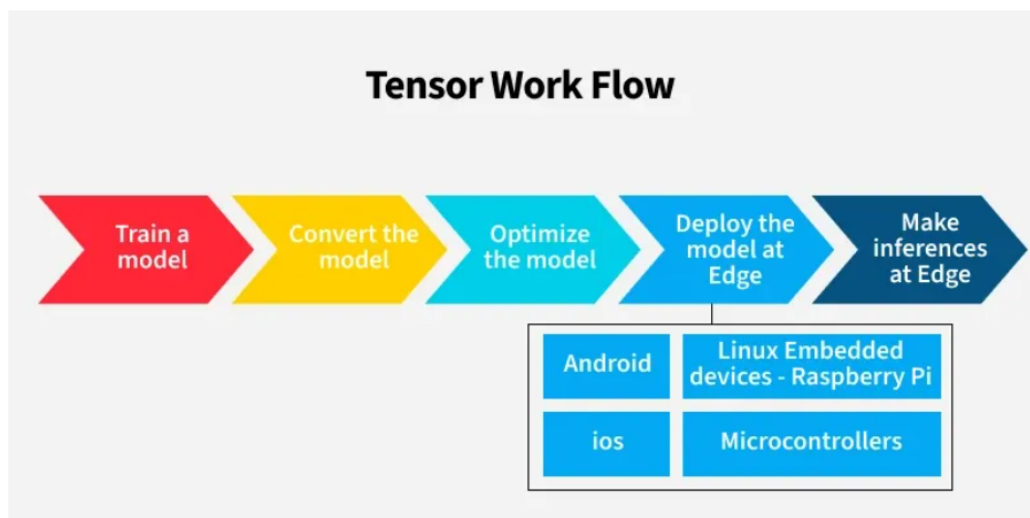 Tensor Work Flow
Train a
model
Convert the
model
Optimize
the model
Deploy the
model at
Edge
Make
inferences
at Edge
Android
Linux Embedded
devices - Raspberry Pi
ios
Microcontrollers